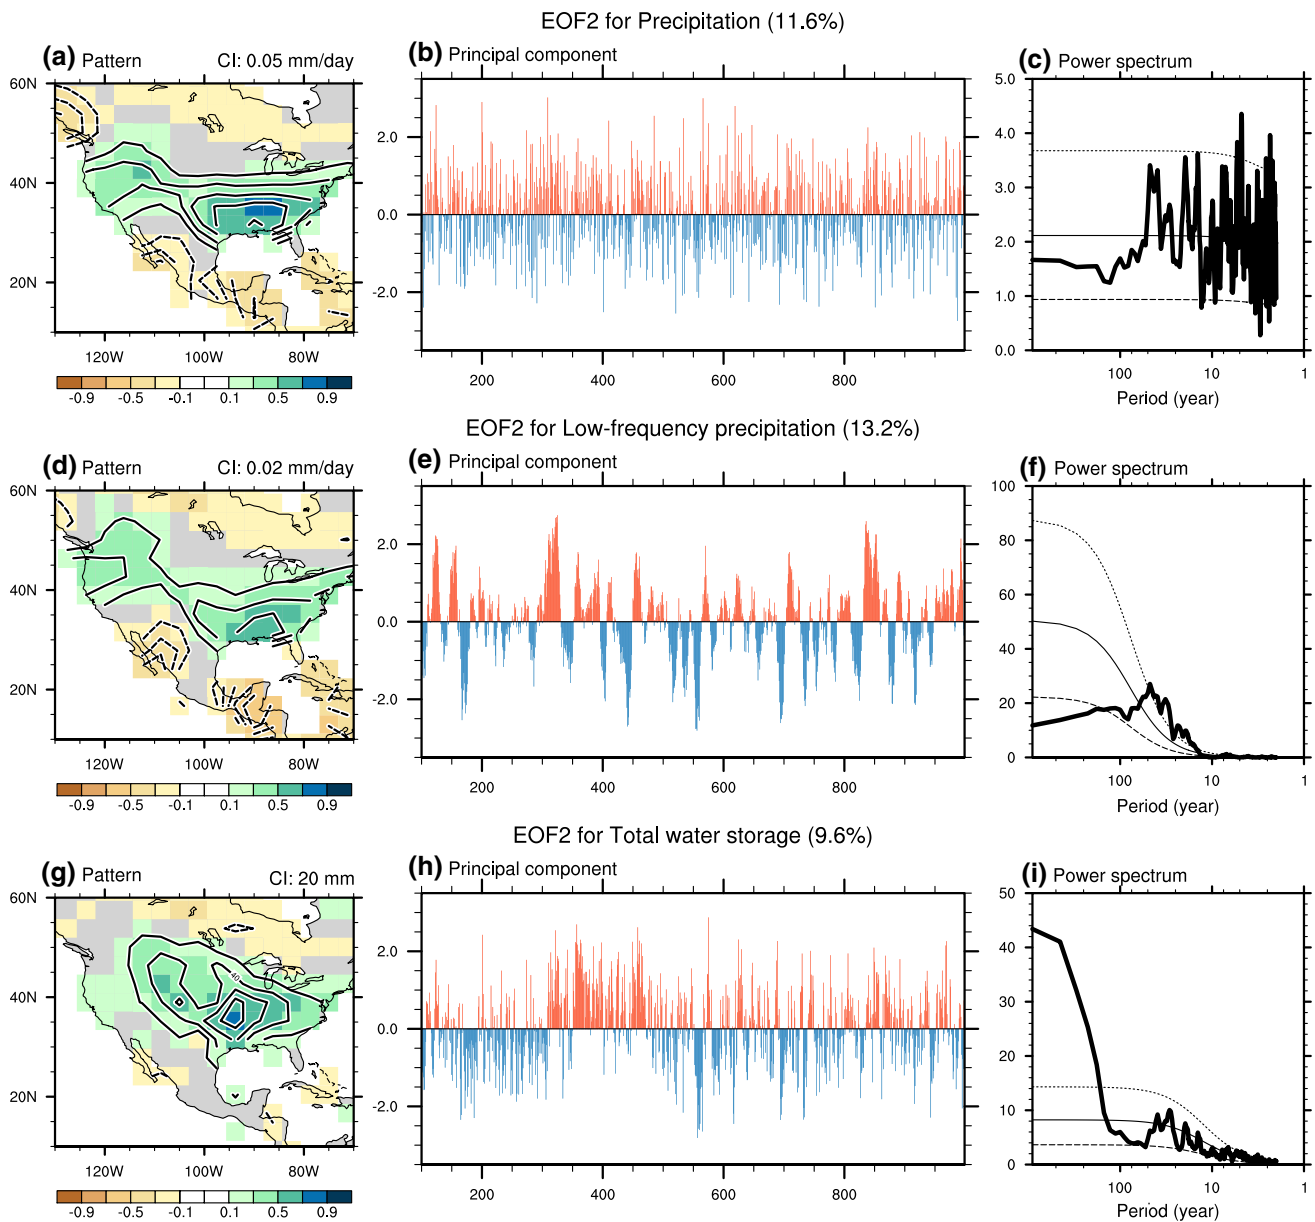 EOF2 for Precipitation (11.6%)
(a) Pattern CI: 0.05 mm/day
(b) Principal component
(c) Power spectrum
60N
40N
20N
120W 100W 80W
-0.9 -0.5 -0.1 0.1 0.5 0.9
2.0
0.0
-2.0
200 400 600 800
5.0
4.0
3.0
2.0
1.0
0.0
100 10 1
Period (year)
EOF2 for Low-frequency precipitation (13.2%)
(d) Pattern CI: 0.02 mm/day
(e) Principal component
(f) Power spectrum
60N
40N
20N
120W 100W 80W
-0.9 -0.5 -0.1 0.1 0.5 0.9
2.0
0.0
-2.0
200 400 600 800
100
80
60
40
20
0
100 10 1
Period (year)
EOF2 for Total water storage (9.6%)
(g) Pattern CI: 20 mm
(h) Principal component
(i) Power spectrum
60N
40N
20N
40
120W 100W 80W
-0.9 -0.5 -0.1 0.1 0.5 0.9
2.0
0.0
-2.0
200 400 600 800
50
40
30
20
10
0
100 10 1
Period (year)